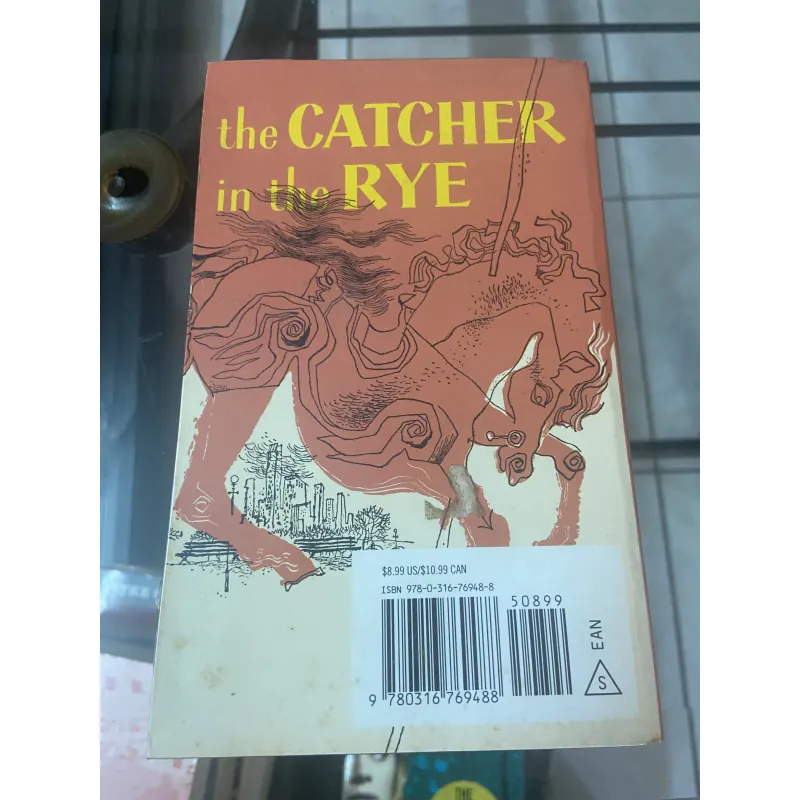 the CATCHER
in the RYE
$8.99 US/$10.99 CAN
ISBN 978-0-316-76948-8
50899
EAN
S
9 780316 769488
THE